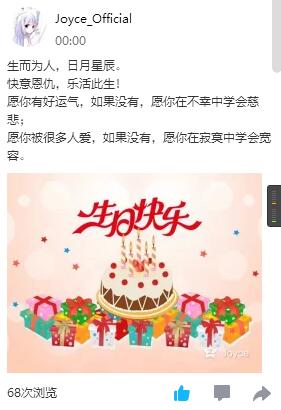 Joyce_Official
00:00
生而为人，日月星辰。
快意恩仇，乐活此生！
愿你有好运气，如果没有，愿你在不幸中学会慈
悲；
愿你被很多人爱，如果没有，愿你在寂寞中学会宽
容。
生日快乐
Joyce
68次浏览